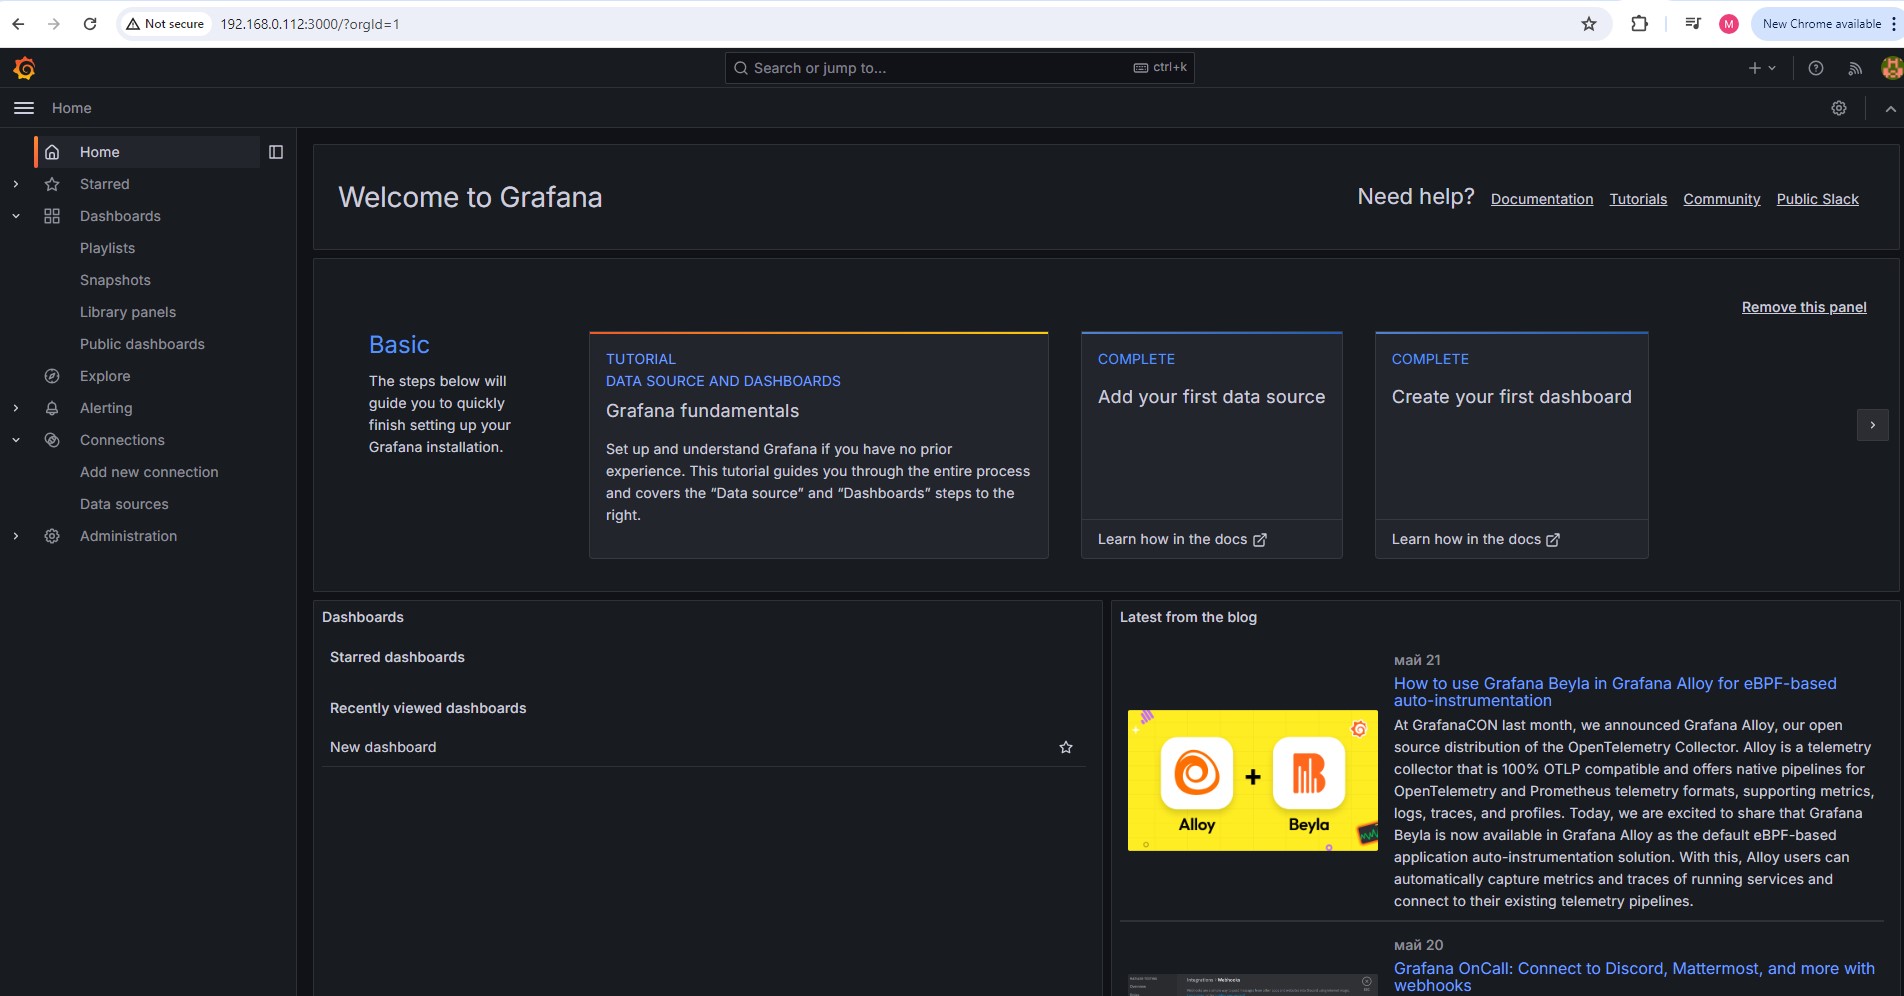 Not secure
192.168.0.112:3000/?orgId=1
M
New Chrome available
Search or jump to...
ctrl+k
Home
Home
Starred
Dashboards
Playlists
Snapshots
Library panels
Public dashboards
Explore
Alerting
Connections
Add new connection
Data sources
Administration
Welcome to Grafana
Need help?
Documentation
Tutorials
Community
Public Slack
Remove this panel
Basic
The steps below will
guide you to quickly
finish setting up your
Grafana installation.
TUTORIAL
DATA SOURCE AND DASHBOARDS
Grafana fundamentals
Set up and understand Grafana if you have no prior
experience. This tutorial guides you through the entire process
and covers the “Data source” and “Dashboards” steps to the
right.
COMPLETE
Add your first data source
Learn how in the docs
COMPLETE
Create your first dashboard
Learn how in the docs
Dashboards
Starred dashboards
Recently viewed dashboards
New dashboard
Latest from the blog
Alloy
+
Beyla
май 21
How to use Grafana Beyla in Grafana Alloy for eBPF-based
auto-instrumentation
At GrafanaCON last month, we announced Grafana Alloy, our open
source distribution of the OpenTelemetry Collector. Alloy is a telemetry
collector that is 100% OTLP compatible and offers native pipelines for
OpenTelemetry and Prometheus telemetry formats, supporting metrics,
logs, traces, and profiles. Today, we are excited to share that Grafana
Beyla is now available in Grafana Alloy as the default eBPF-based
application auto-instrumentation solution. With this, Alloy users can
automatically capture metrics and traces of running services and
connect to their existing telemetry pipelines.
май 20
Grafana OnCall: Connect to Discord, Mattermost, and more with
webhooks
Integrations > Webhooks